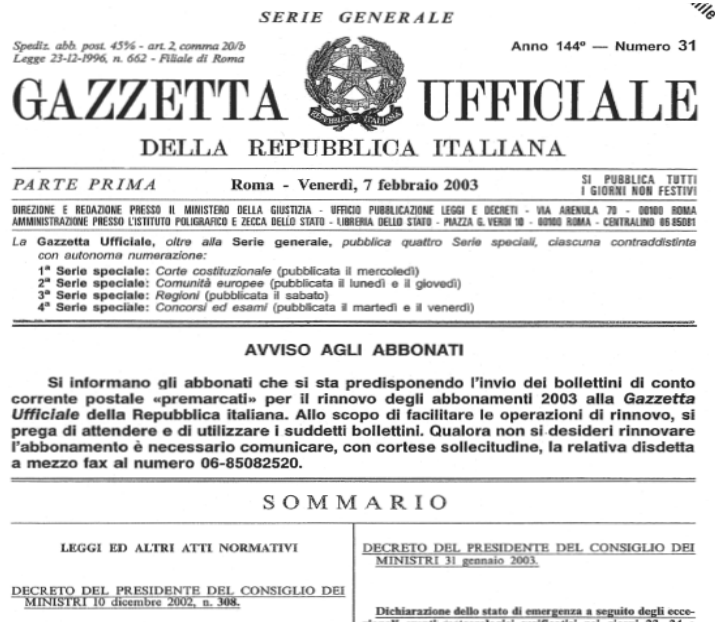 SERIE GENERALE
Spediz. abb. post. 45% - art. 2, comma 20/b
Legge 23-12-1996, n. 662 - Filiale di Roma
Anno 144° — Numero 31
GAZZETTA UFFICIALE
REPVBBLICA ITALIANA
DELLA REPUBBLICA ITALIANA
PARTE PRIMA
Roma - Venerdì, 7 febbraio 2003
SI PUBBLICA TUTTI
I GIORNI NON FESTIVI
DIREZIONE E REDAZIONE PRESSO IL MINISTERO DELLA GIUSTIZIA - UFFICIO PUBBLICAZIONE LEGGI E DECRETI - VIA ARENULA 70 - 00100 ROMA
AMMINISTRAZIONE PRESSO L'ISTITUTO POLIGRAFICO E ZECCA DELLO STATO - LIBRERIA DELLO STATO - PIAZZA G. VERDI 10 - 00100 ROMA - CENTRALINO 06 85081
La Gazzetta Ufficiale, oltre alla Serie generale, pubblica quattro Serie speciali, ciascuna contraddistinta
con autonoma numerazione:
1ª Serie speciale: Corte costituzionale (pubblicata il mercoledì)
2ª Serie speciale: Comunità europee (pubblicata il lunedì e il giovedì)
3ª Serie speciale: Regioni (pubblicata il sabato)
4ª Serie speciale: Concorsi ed esami (pubblicata il martedì e il venerdì)
AVVISO AGLI ABBONATI
Si informano gli abbonati che si sta predisponendo l'invio dei bollettini di conto
corrente postale «premarcati» per il rinnovo degli abbonamenti 2003 alla Gazzetta
Ufficiale della Repubblica italiana. Allo scopo di facilitare le operazioni di rinnovo, si
prega di attendere e di utilizzare i suddetti bollettini. Qualora non si desideri rinnovare
l'abbonamento è necessario comunicare, con cortese sollecitudine, la relativa disdetta
a mezzo fax al numero 06-85082520.
SOMMARIO
LEGGI ED ALTRI ATTI NORMATIVI
DECRETO DEL PRESIDENTE DEL CONSIGLIO DEI
MINISTRI 10 dicembre 2002, n. 308.
DECRETO DEL PRESIDENTE DEL CONSIGLIO DEI
MINISTRI 31 gennaio 2003.
Dichiarazione dello stato di emergenza a seguito degli ecce-